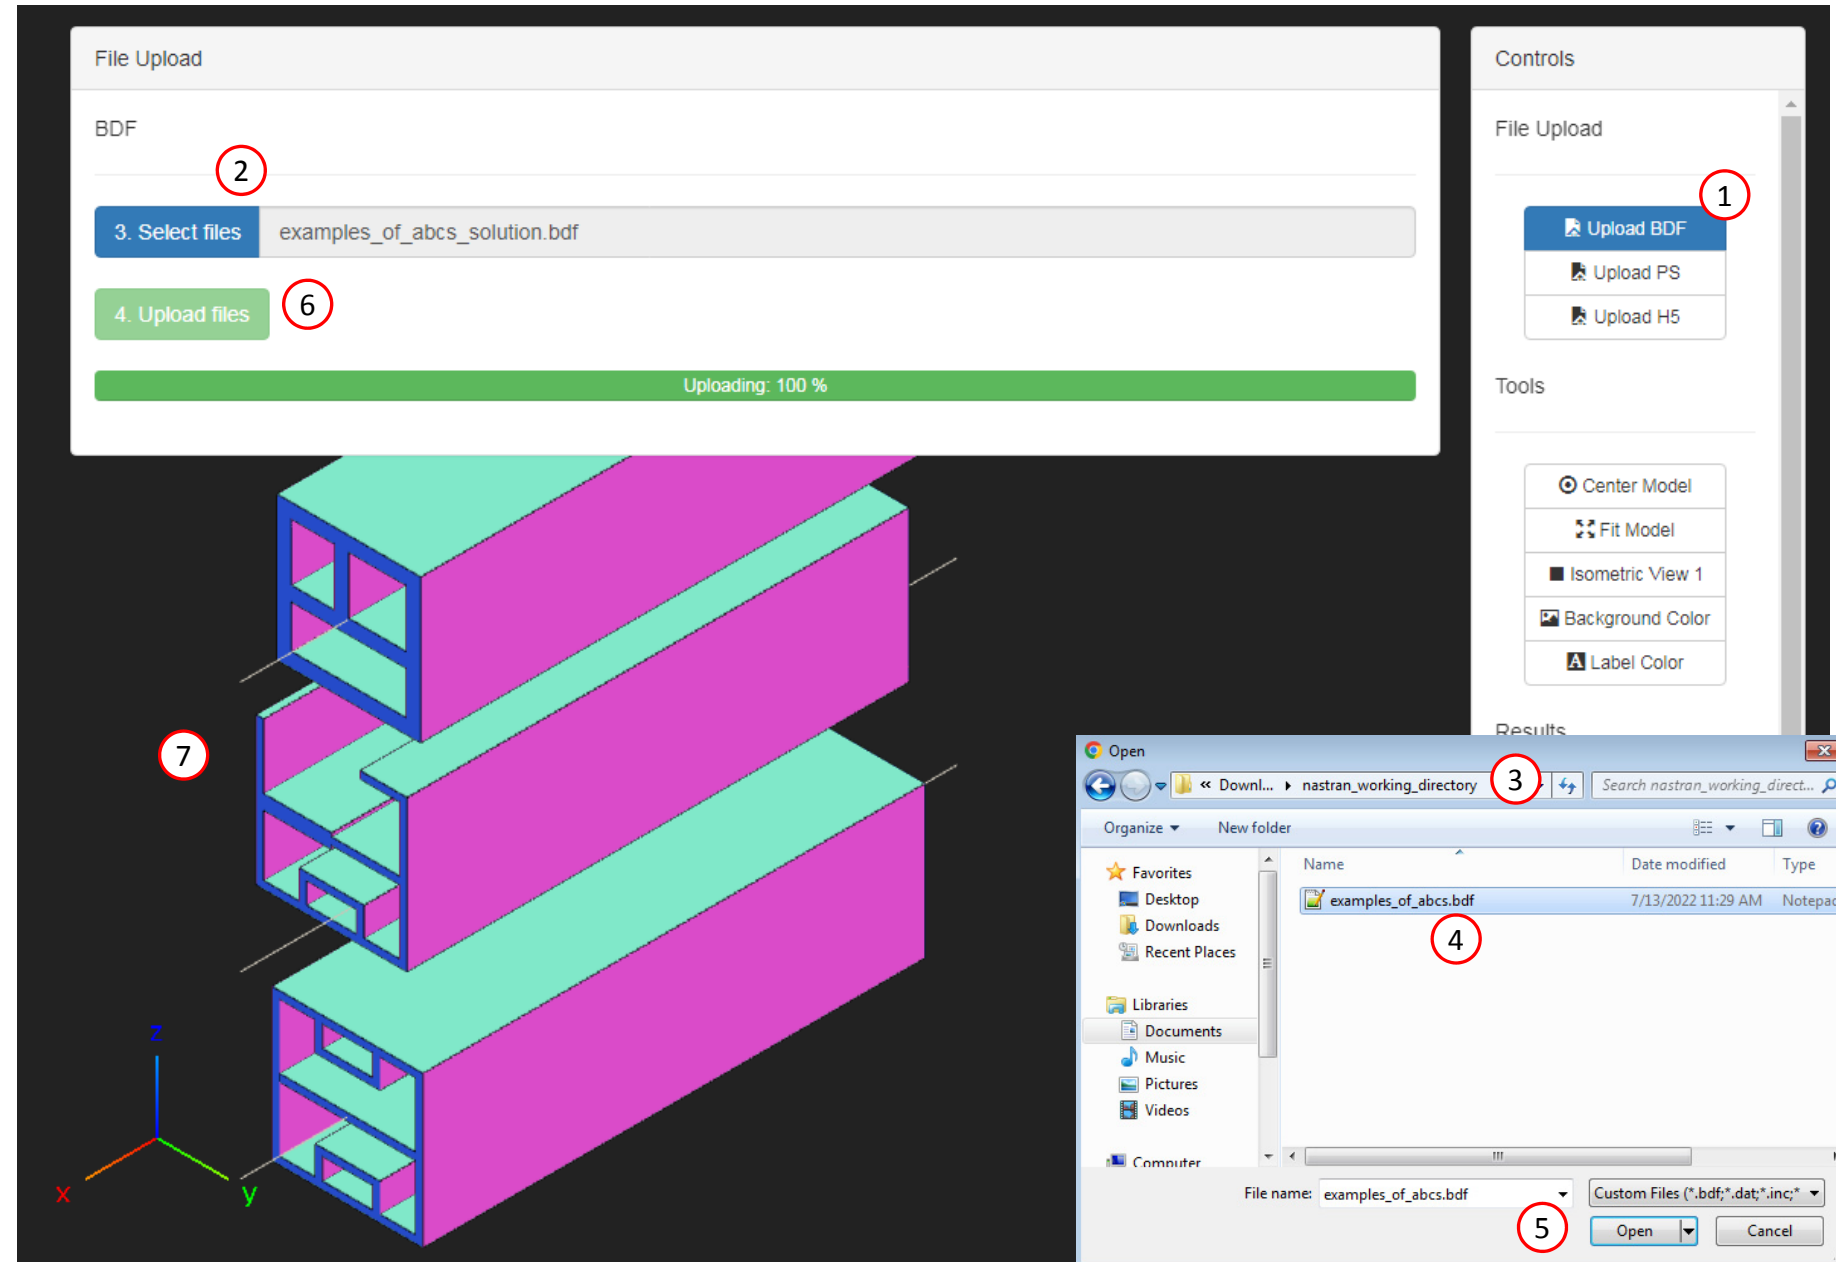 File Upload
BDF
2
3. Select files
examples_of_abcs_solution.bdf
4. Upload files
6
Uploading: 100 %
Controls
File Upload
1
Upload BDF
Upload PS
Upload H5
Tools
Center Model
Fit Model
Isometric View 1
Background Color
A Label Color
Results
7
z
x
y
Open
« Downl... nastran_working_directory
3
Search nastran_working_direct...
Organize
New folder
Favorites
Desktop
Downloads
Recent Places
Libraries
Documents
Music
Pictures
Videos
Computer
Name
Date modified
Type
examples_of_abcs.bdf
7/13/2022 11:29 AM
4
File name:
examples_of_abcs.bdf
Custom Files (*.bdf;*.dat;*.inc;*
5
Open
Cancel